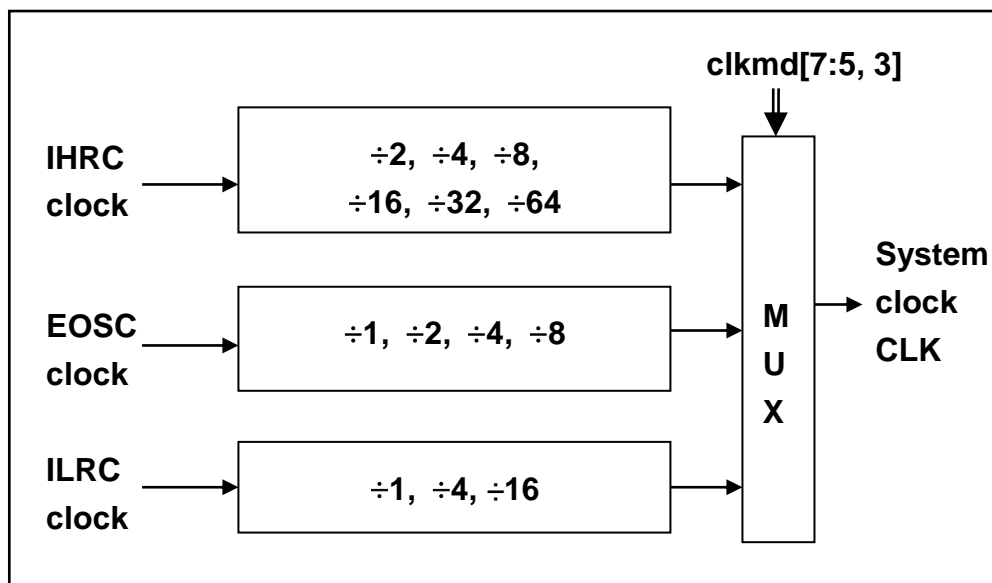 clkmd[7:5, 3]
IHRC
clock
÷2, ÷4, ÷8,
÷16, ÷32, ÷64
EOSC
clock
÷1, ÷2, ÷4, ÷8
ILRC
clock
÷1, ÷4, ÷16
M
U
X
System
clock
CLK